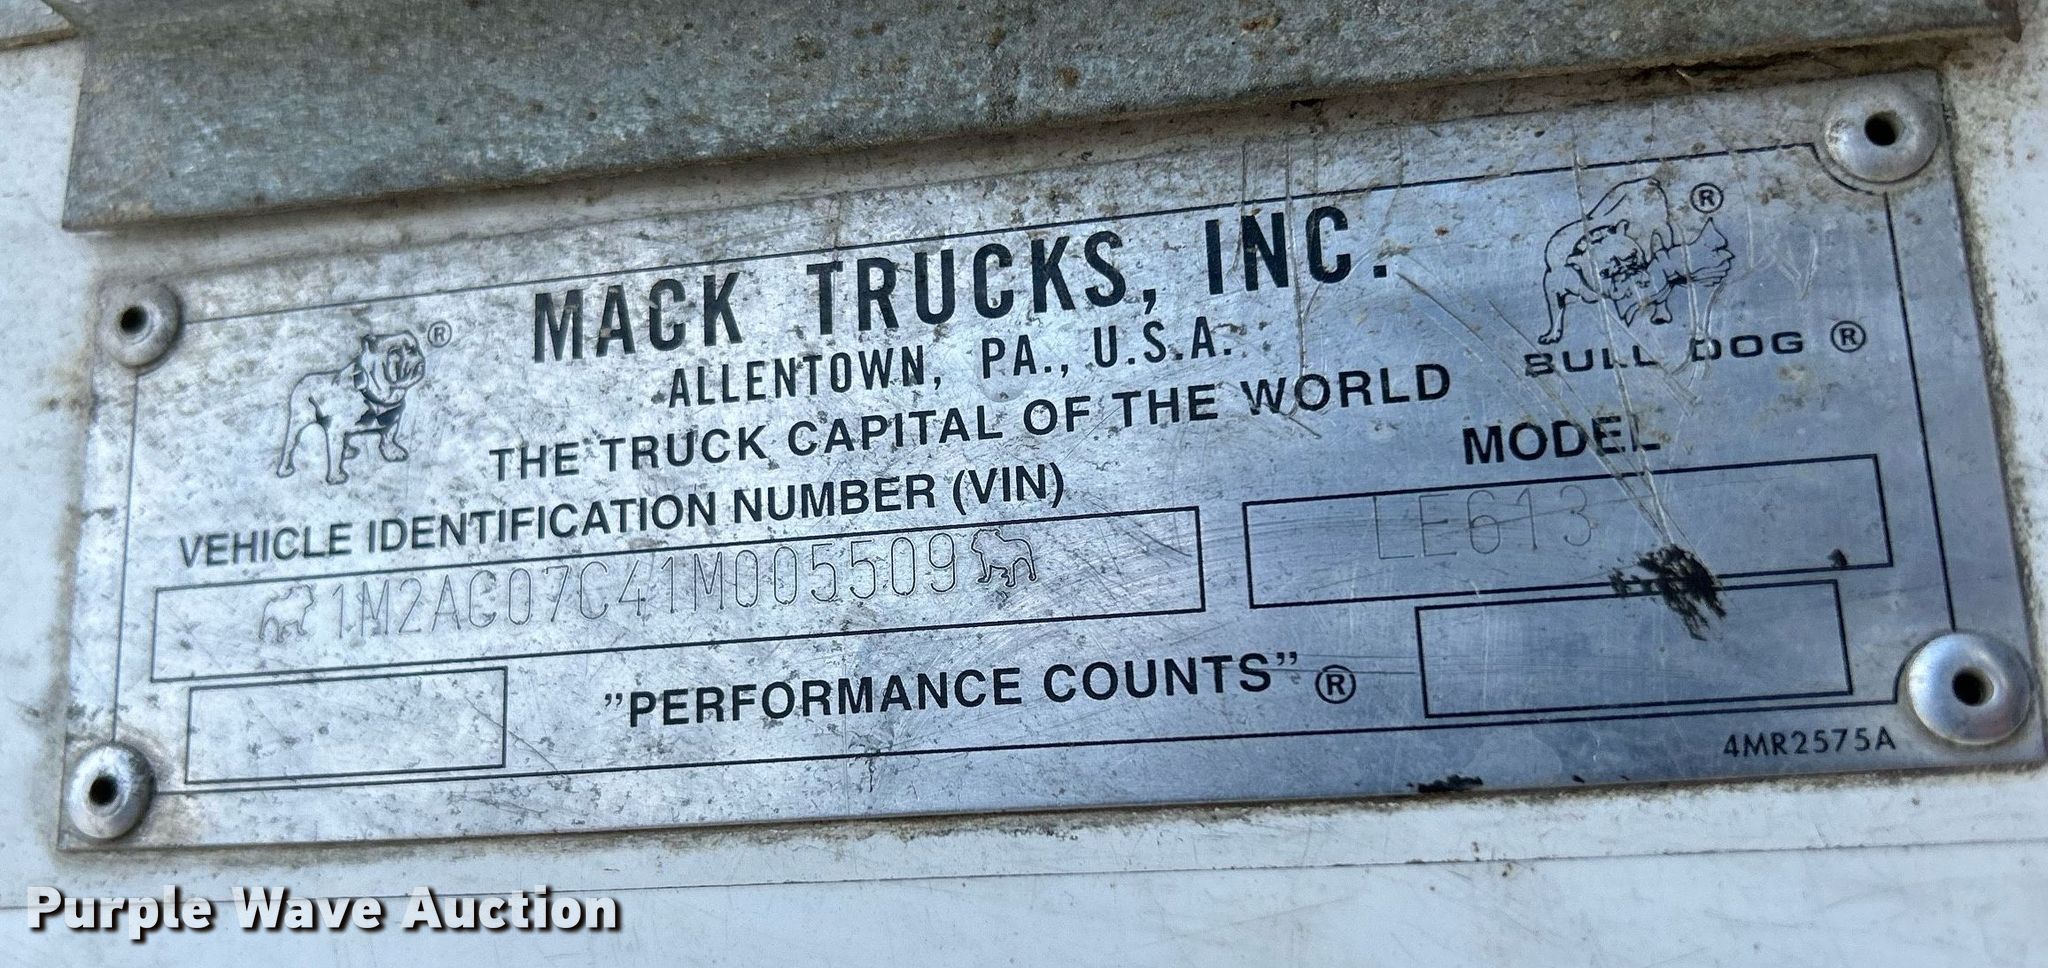 MACK TRUCKS, INC.
ALLENTOWN, PA., U.S.A.
THE TRUCK CAPITAL OF THE WORLD
®
®
BULL DOG ®
VEHICLE IDENTIFICATION NUMBER (VIN)
MODEL
1M2AC07C41M005509
LE613
”PERFORMANCE COUNTS” ®
4MR2575A
Purple Wave Auction